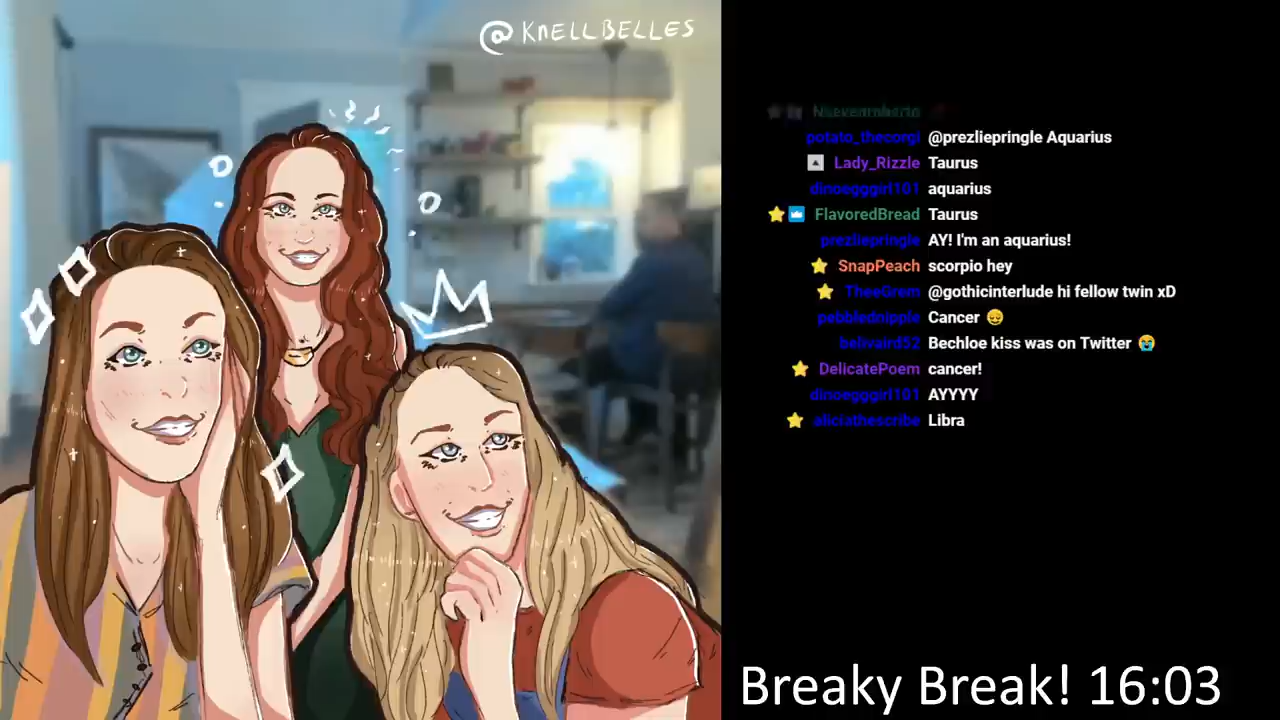 @KNELLBELLES
potato_thecorgi @prezliepringle Aquarius
Lady_Rizzle Taurus
dinoegggirl101 aquarius
FlavoredBread Taurus
prezliepringle AY! I'm an aquarius!
SnapPeach scorpio hey
TheeGrem @gothicinterlude hi fellow twin xD
pebblednipple Cancer 😌
belivaird52 Bechloe kiss was on Twitter 😭
DelicatePoem cancer!
dinoegggirl101 AYYYY
aliciathescribe Libra
Breaky Break! 16:03